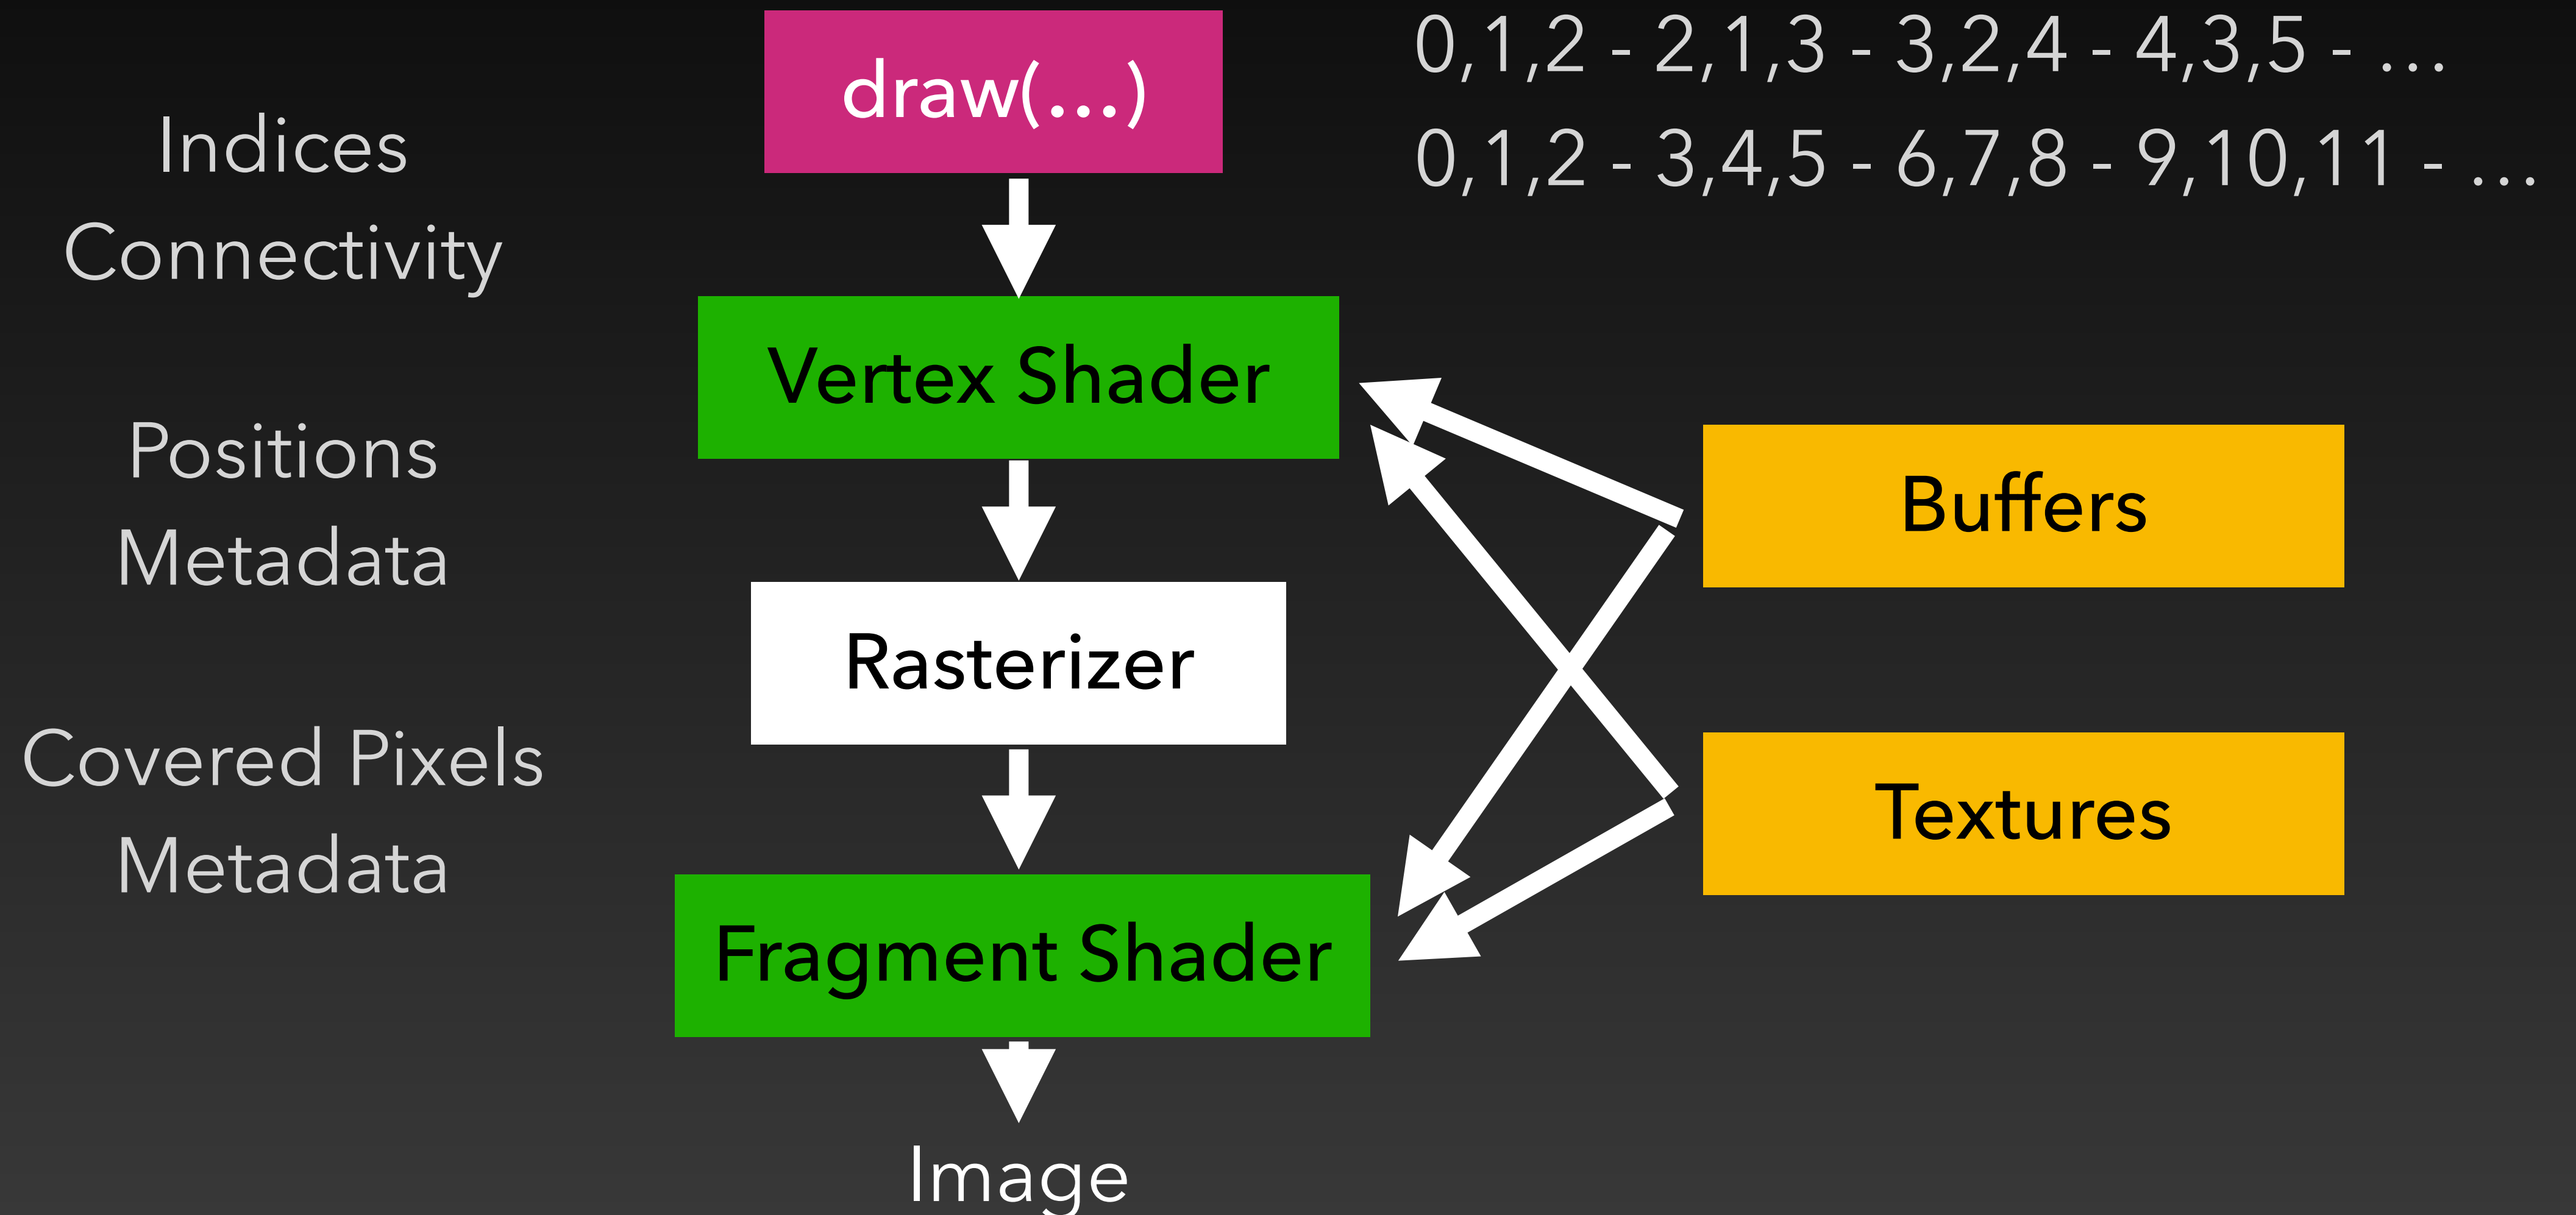 draw(...)
0,1,2 - 2,1,3 - 3,2,4 - 4,3,5 - ...
0,1,2 - 3,4,5 - 6,7,8 - 9,10,11 - ...
Indices
Connectivity
Vertex Shader
Positions
Metadata
Buffers
Rasterizer
Covered Pixels
Metadata
Textures
Fragment Shader
Image